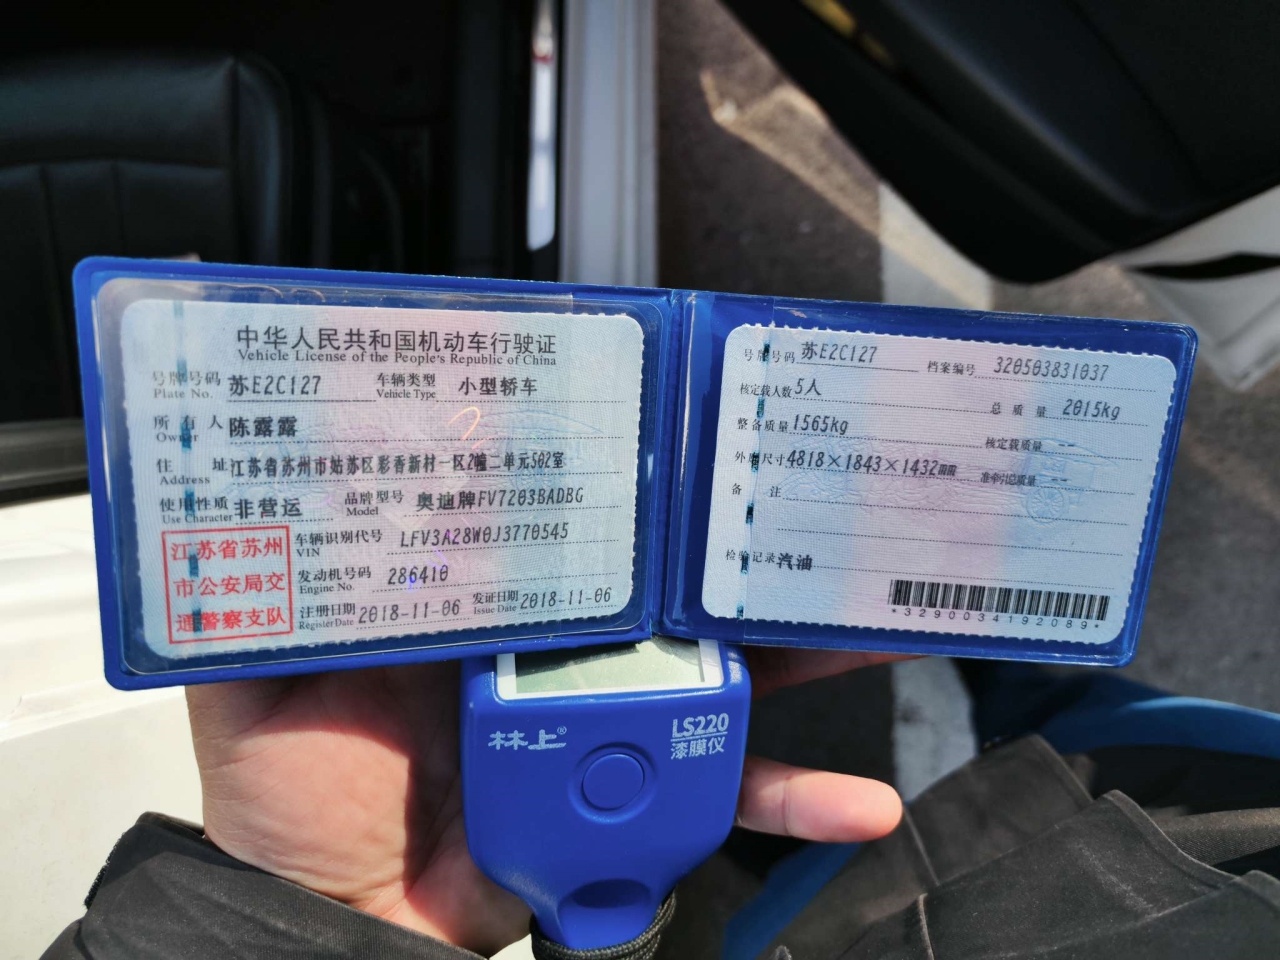 中华人民共和国机动车行驶证
Vehicle License of the People's Republic of China
号牌号码 苏E2C127 车辆类型 小型轿车
Plate No. Vehicle Type
所有人 陈露露
Owner
住址 江苏省苏州市姑苏区彩香新村一区2幢二单元502室
Address
使用性质 非营运 品牌型号 奥迪牌FV7203BADBG
Use Character Model
江苏省苏州
市公安局交
通警察支队
车辆识别代号 LFV3A28W0J3770545
VIN
发动机号码 286410
Engine No.
注册日期 2018-11-06 发证日期 2018-11-06
Register Date Issue Date
号牌号码 苏E2C127 档案编号 320503831037
核定载人数 5人 总质量 2015kg
整备质量 1565kg 核定载质量 --
外廓尺寸 4818×1843×1432mm 准牵引总质量 --
备注
检验记录 汽油
*3290034192089*
林上®
LS220
漆膜仪